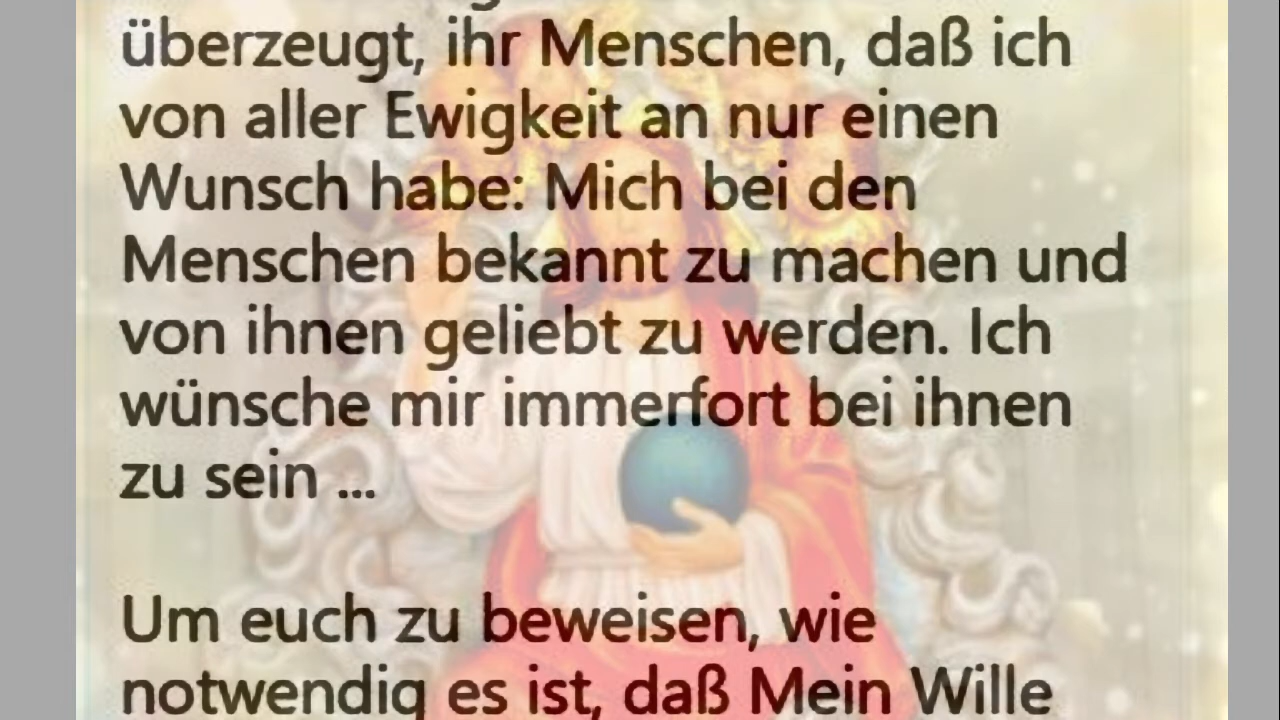 überzeugt, ihr Menschen, daß ich
von aller Ewigkeit an nur einen
Wunsch habe: Mich bei den
Menschen bekannt zu machen und
von ihnen geliebt zu werden. Ich
wünsche mir immerfort bei ihnen
zu sein ...
Um euch zu beweisen, wie
notwendig es ist, daß Mein Wille